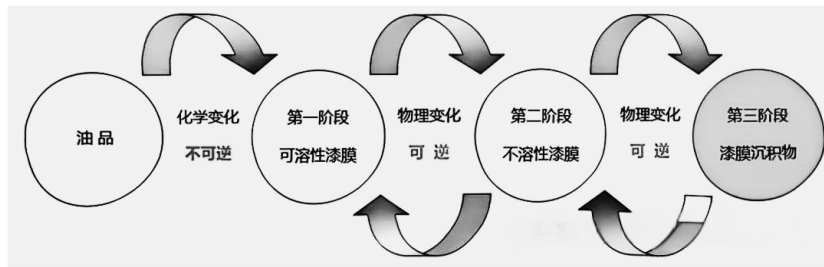 油品
化学变化
不可逆
第一阶段
可溶性漆膜
物理变化
可逆
第二阶段
不溶性漆膜
物理变化
可逆
第三阶段
漆膜沉积物